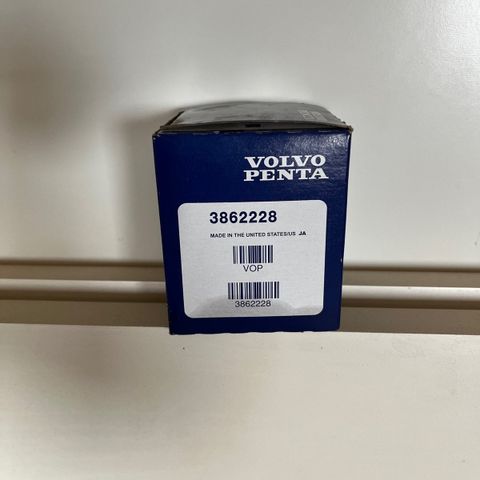 VOLVO
PENTA
3862228
MADE IN THE UNITED STATES/US JA
VOP
3862228